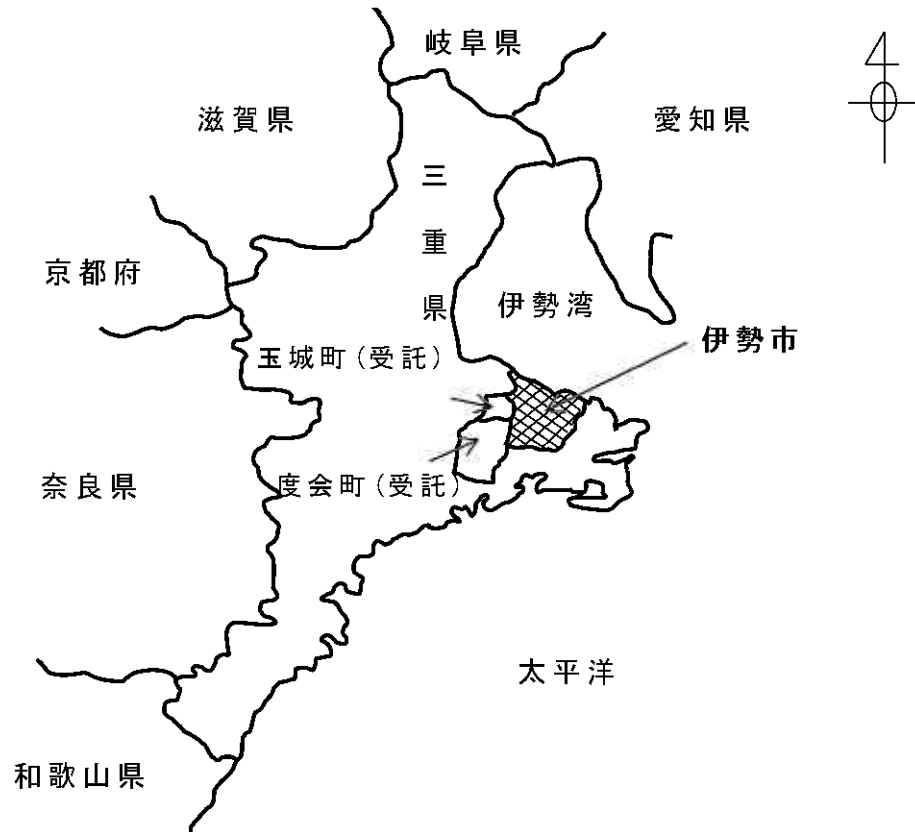 岐阜県
滋賀県
愛知県
三重県
京都府
伊勢湾
伊勢市
玉城町(受託)
奈良県
度会町(受託)
太平洋
和歌山県